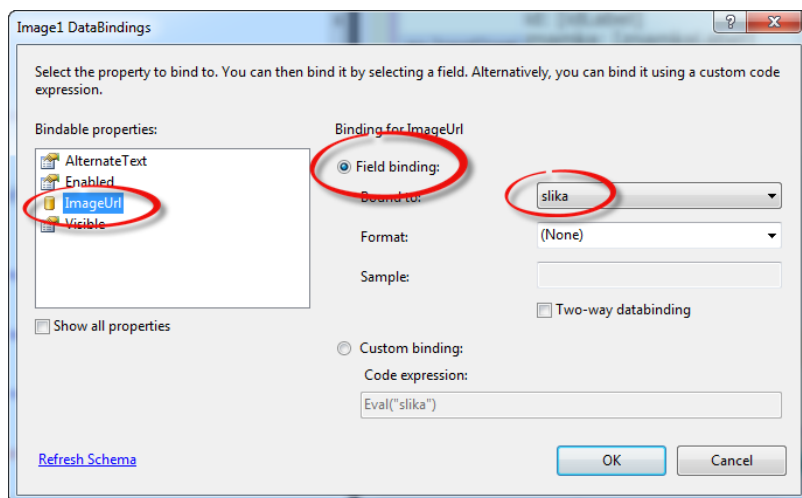 Image1 DataBindings
id: [idLabel]
Select the property to bind to. You can then bind it by selecting a field. Alternatively, you can bind it using a custom code
expression.
Bindable properties:
AlternateText
Enabled
ImageUrl
Visible
Show all properties
Binding for ImageUrl
Field binding:
Bound to:
slika
Format:
(None)
Sample:
Two-way databinding
Custom binding:
Code expression:
Eval("slika")
Refresh Schema
OK
Cancel